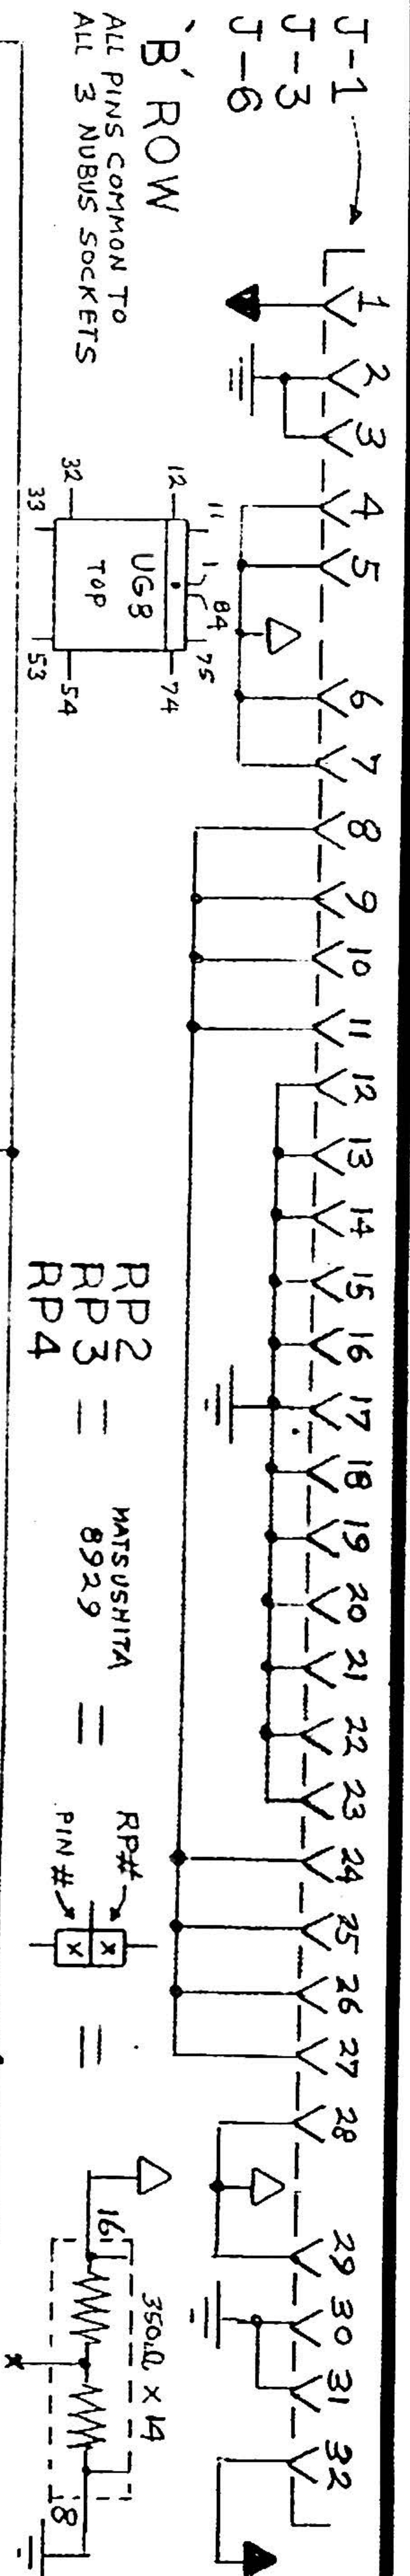 J-1
J-3
J-6
1 2 3 4 5 6 7 8 9 10 11 12 13 14 15 16 17 18 19 20 21 22 23 24 25 26 27 28 29 30 31 32
'B' ROW
ALL PINS COMMON TO
ALL 3 NUBUS SOCKETS
11 1 84 75
12 74
UG8
TOP
32 54
33 53
RP2
RP3 = MATSUSHITA =
RP4 8929
RP#
PIN#
X X
=
350Ω x 14
16
8
X